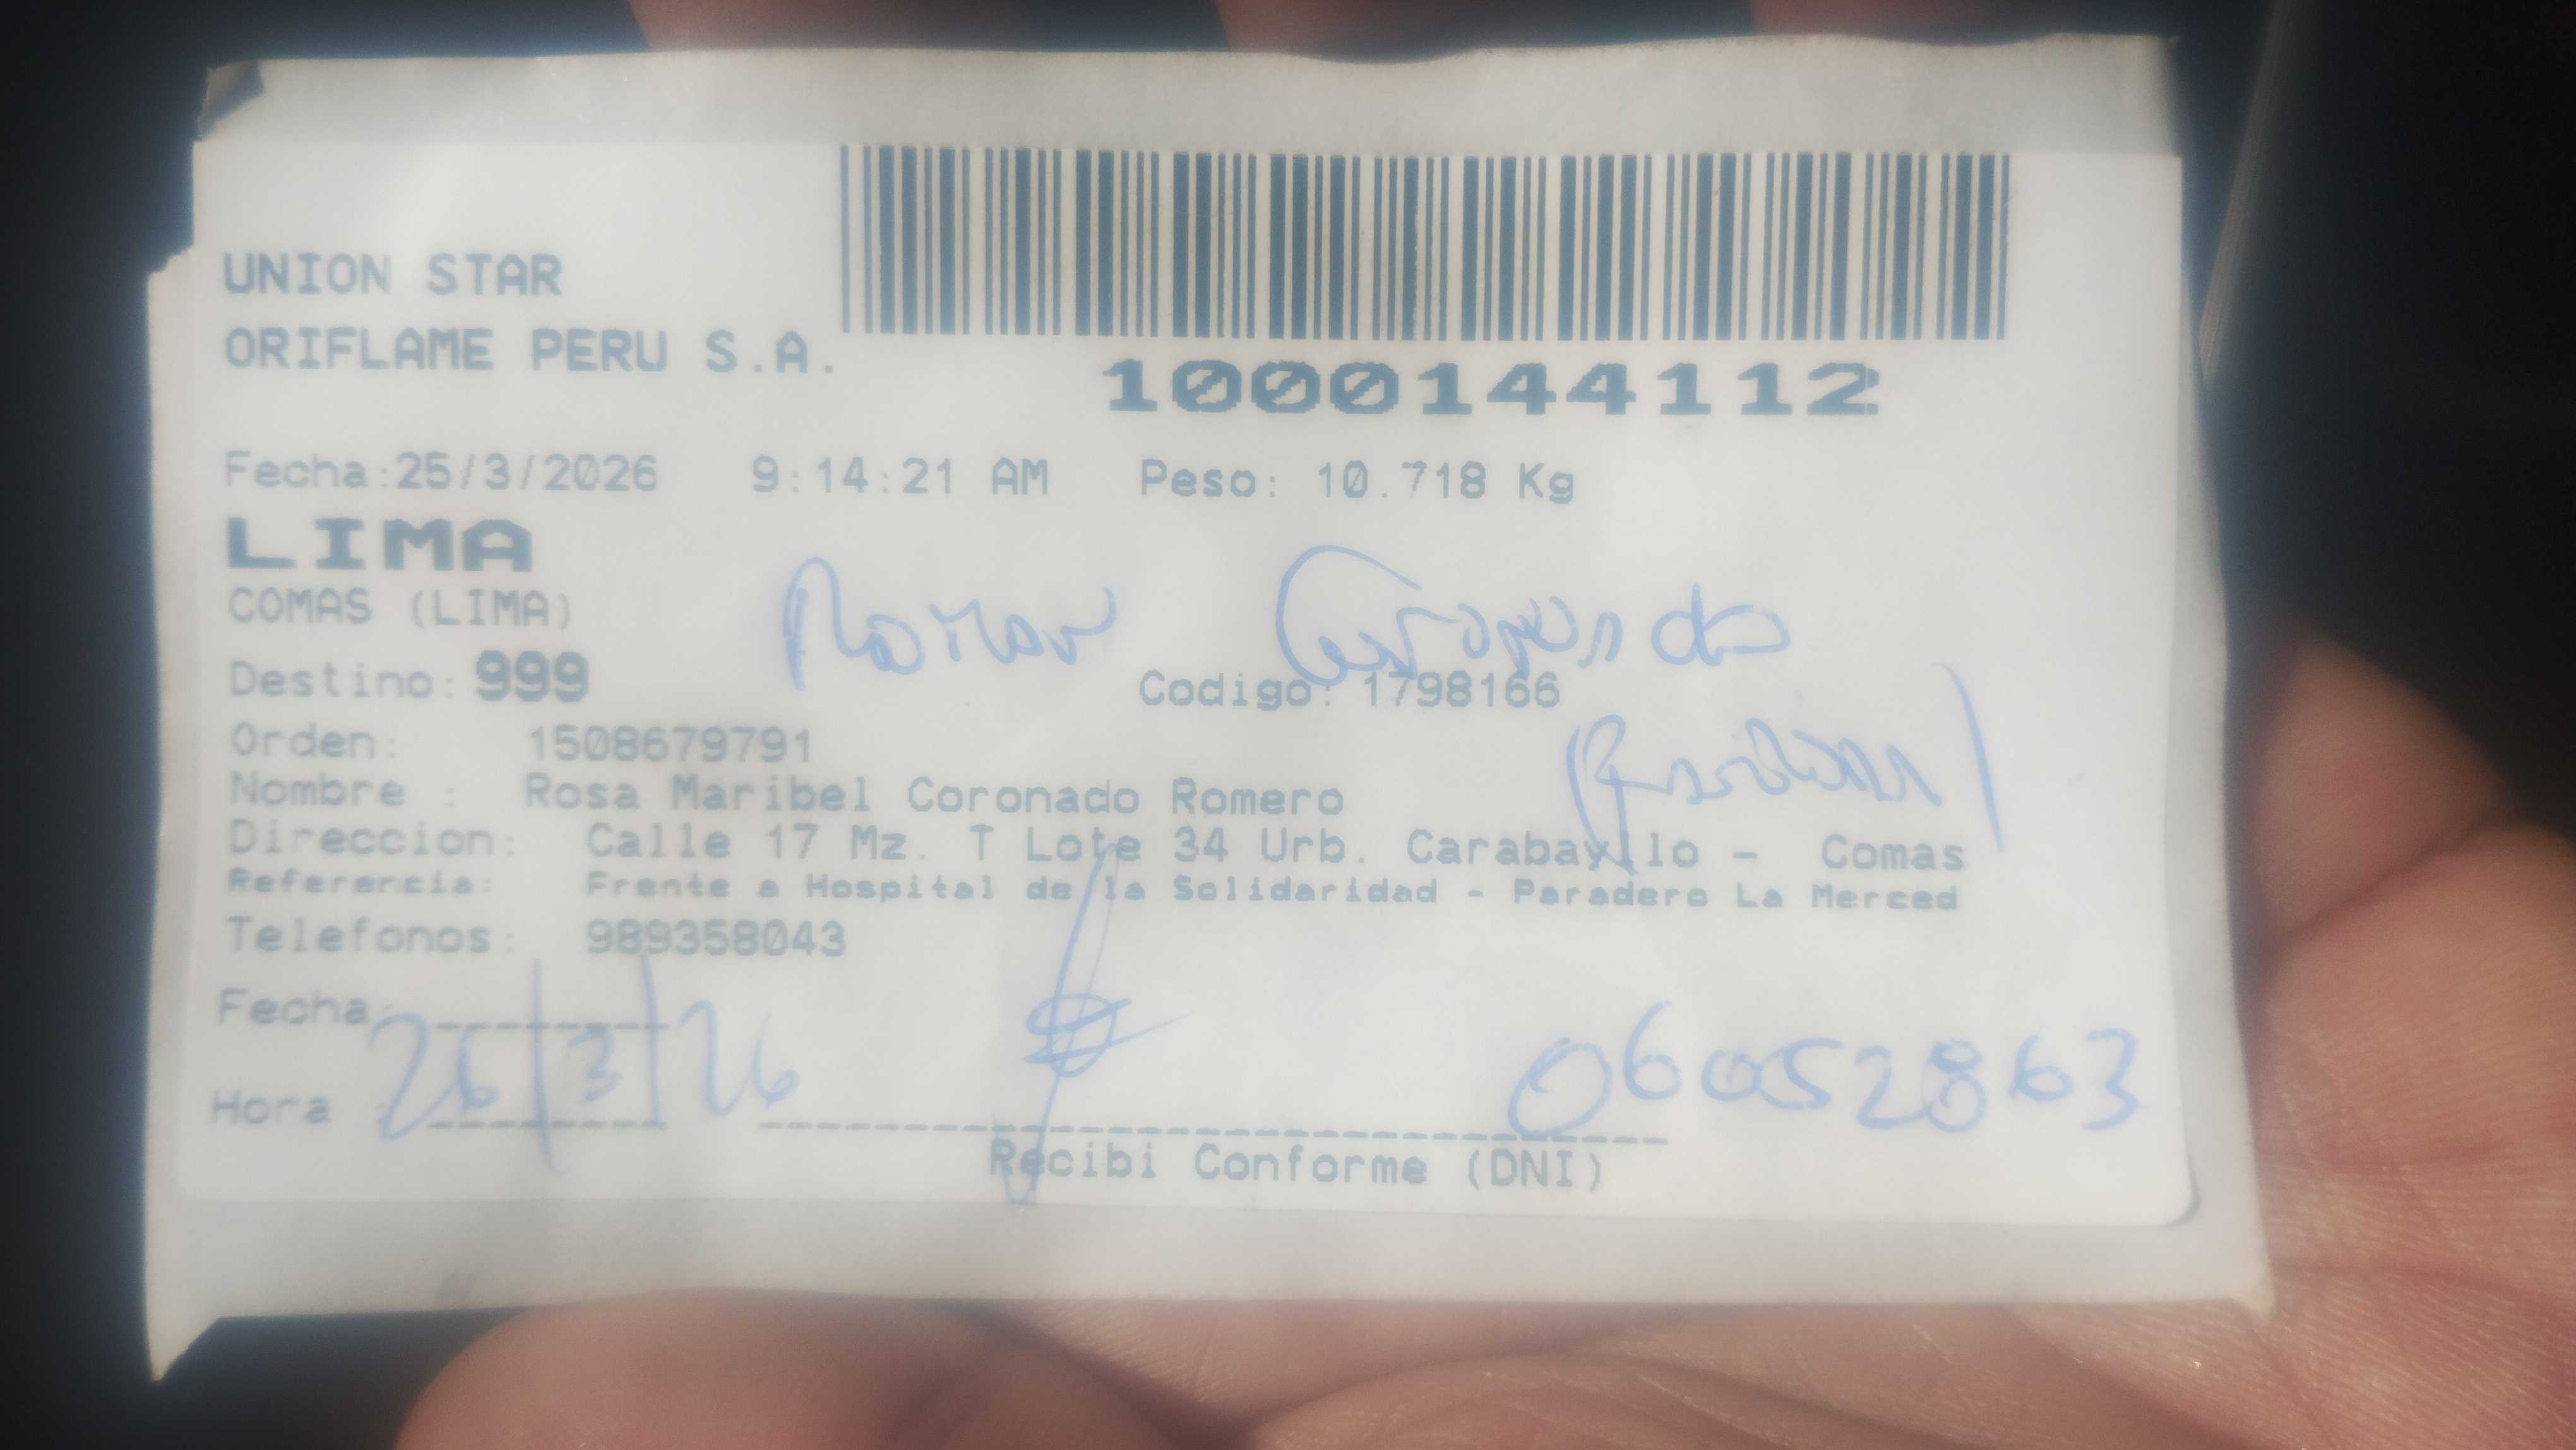 UNION STAR
ORIFLAME PERU S.A.
1000144112
Fecha:25/3/2026 9:14:21 AM Peso: 10.718 Kg
LIMA
COMAS (LIMA)
Destino: 999
Codigo: 1798166
Orden: 1508679791
Nombre : Rosa Maribel Coronado Romero
Direccion: Calle 17 Mz. T Lote 34 Urb. Carabayllo - Comas
Referencia: Frente a Hospital de la Solidaridad - Paradero La Merced
Telefonos: 989358043
Fecha: 26/3/26
06052863
Hora :
Recibi Conforme (DNI)